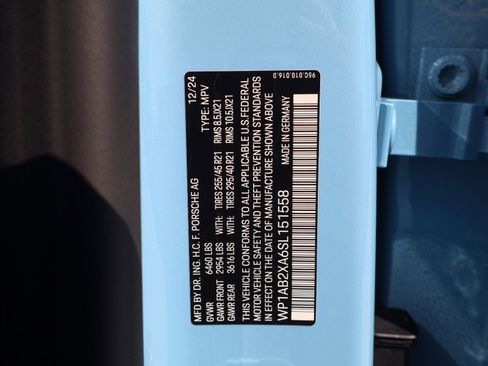 95C.010.016.D
12/24
TYPE: MPV
MFD BY DR. ING. H.C. F. PORSCHE AG
GVWR 6460 LBS
GAWR FRONT 2954 LBS WITH: TIRES 255/45 R21 RIMS 8.5JX21
GAWR REAR 3616 LBS WITH: TIRES 295/40 R21 RIMS 10.5JX21
THIS VEHICLE CONFORMS TO ALL APPLICABLE U.S. FEDERAL
MOTOR VEHICLE SAFETY AND THEFT PREVENTION STANDARDS
IN EFFECT ON THE DATE OF MANUFACTURE SHOWN ABOVE
WP1AB2XA6SL151558 MADE IN GERMANY